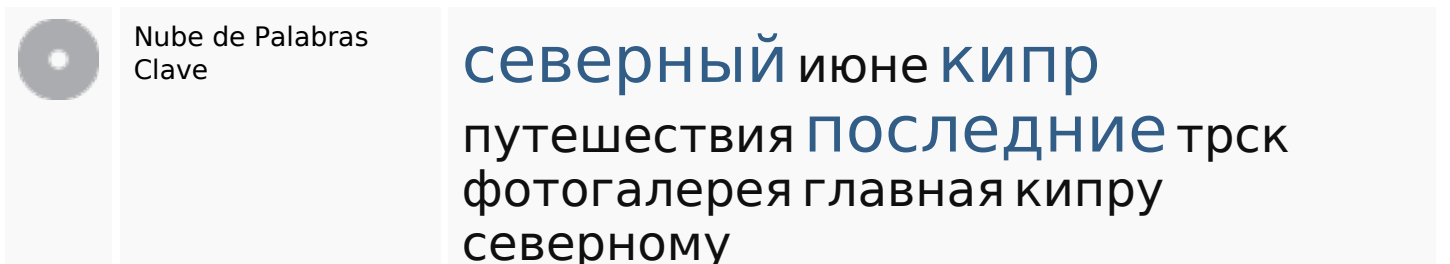 Nube de Palabras
Clave
северный июне кипр
путешествия последние трск
фотогалерея главная кипру
северному